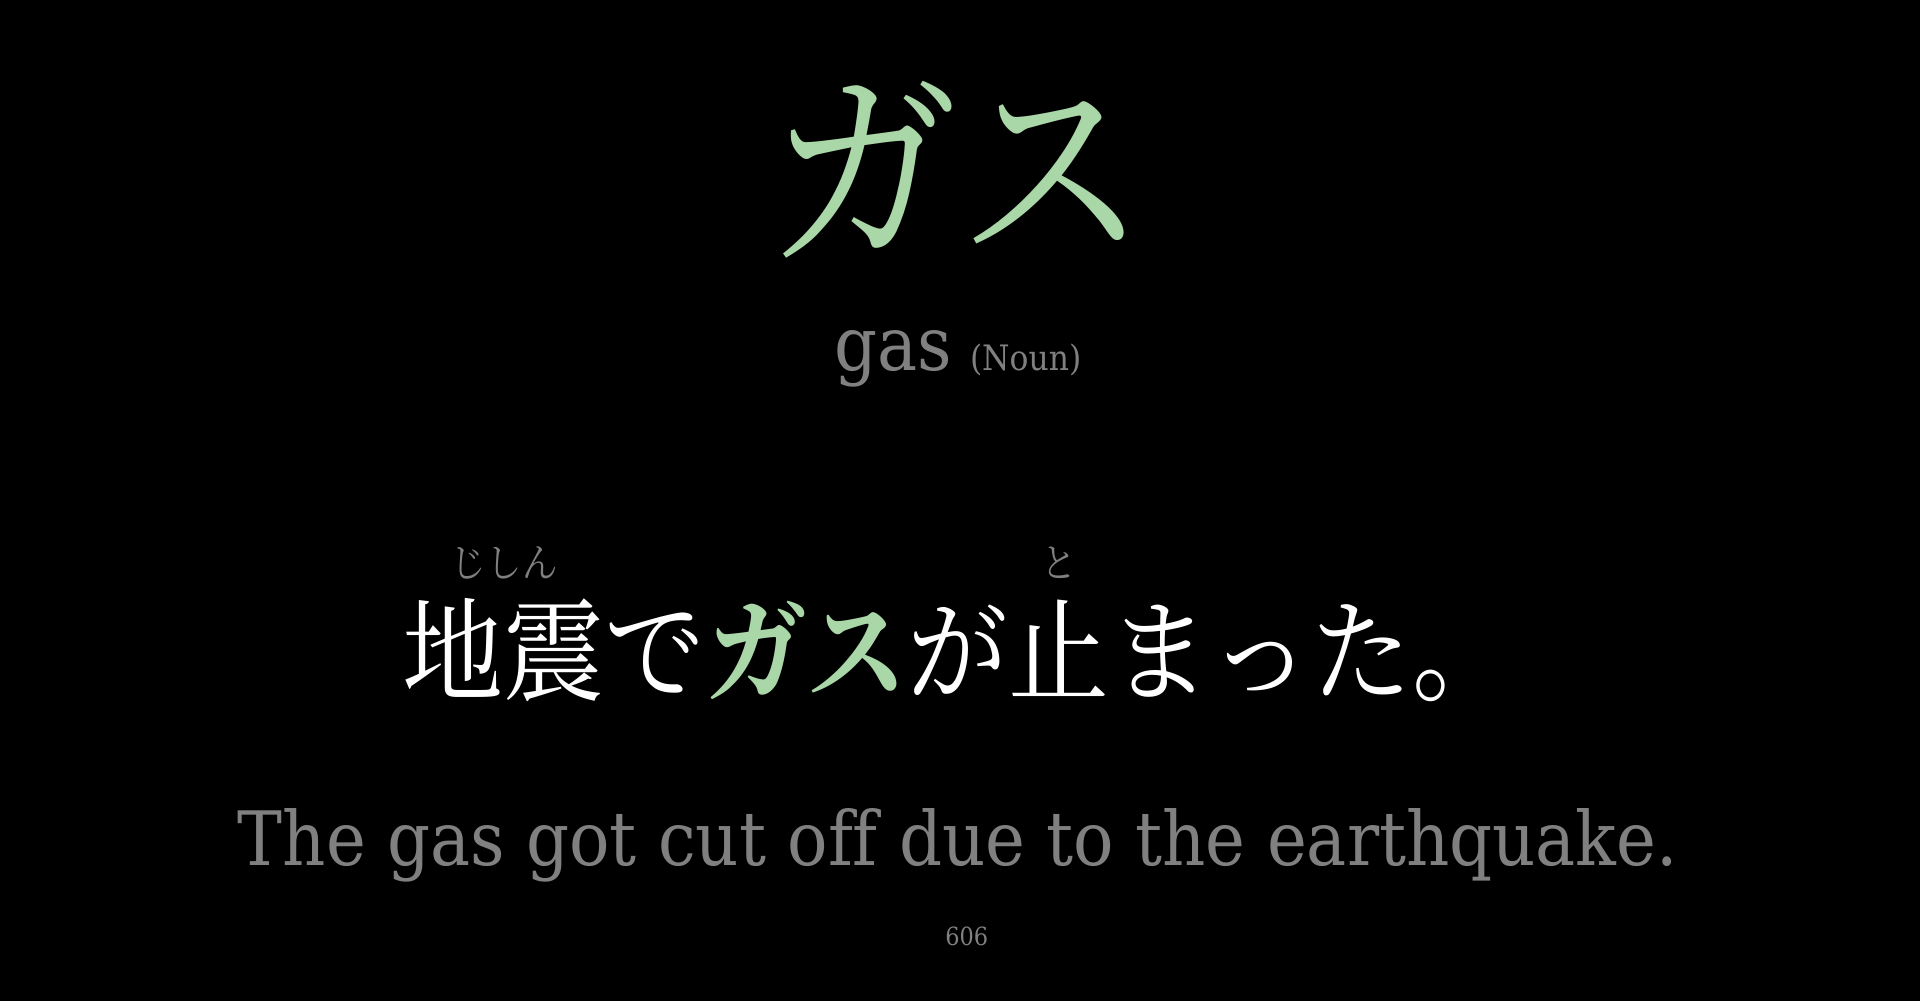 ガス
gas (Noun)
じしん と
地震でガスが止まった。
The gas got cut off due to the earthquake.
606